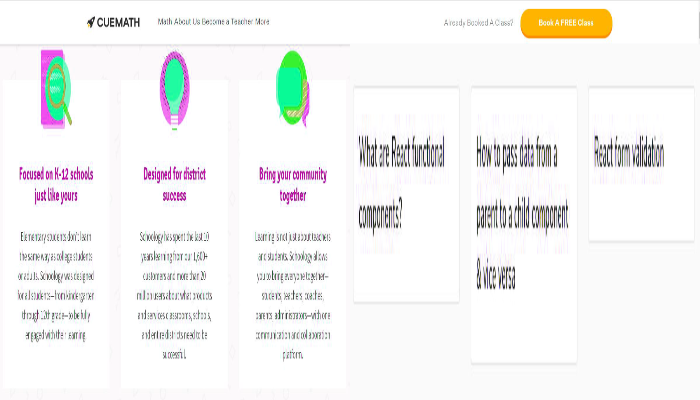 CUEMATH Math About Us Become a Teacher More Already Booked A Class? Book A FREE Class
Focused on K-12 schools
just like yours
Elementary students don't learn
the same way as college students
or adults. Schoology was designed
for all students—from kindergarten
through 12th grade—to be fully
engaged with their learning.
Designed for district
success
Schoology has spent the last 10
years learning from our 1,600+
customers and more than 20
million users about what products
and services classrooms, schools,
and entire districts need to be
successful.
Bring your community
together
Learning is not just about teachers
and students. Schoology allows
you to bring everyone together—
students, teachers, coaches,
parents, administrators—with one
communication and collaboration
platform.
What are React functional
components?
How to pass data from a
parent to a child component
& vice versa
React form validation